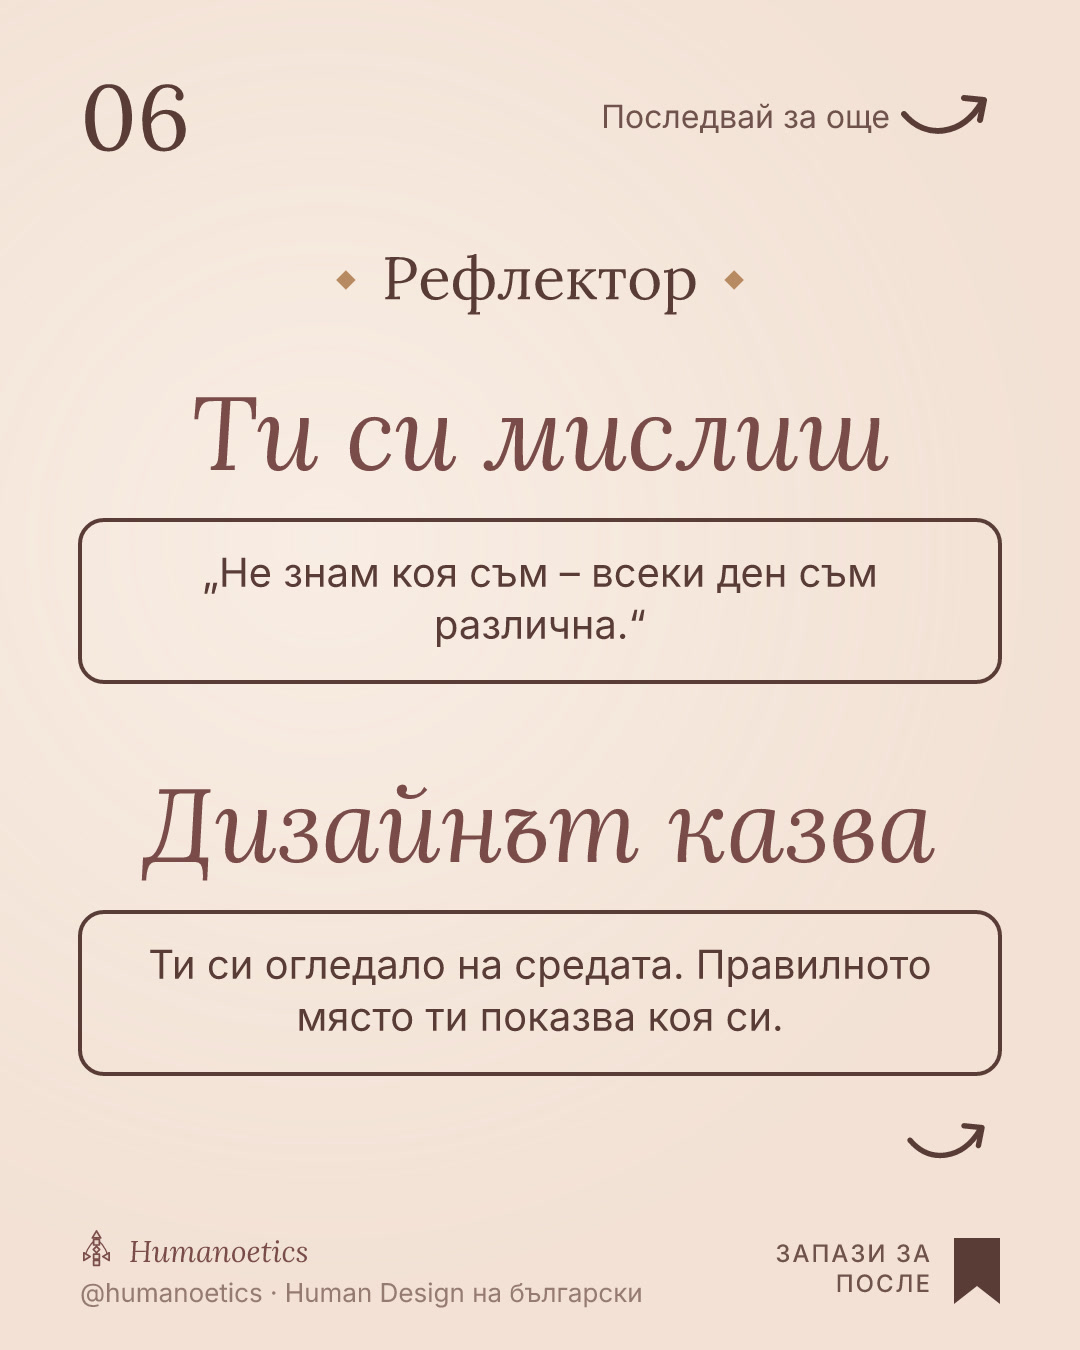 06
Последвай за още
Рефлектор
Ти си мислиш
„Не знам коя съм – всеки ден съм
различна.“
Дизайнът казва
Ти си огледало на средата. Правилното
място ти показва коя си.
Humanoetics
@humanoetics · Human Design на български
ЗАПАЗИ ЗА
ПОСЛЕ